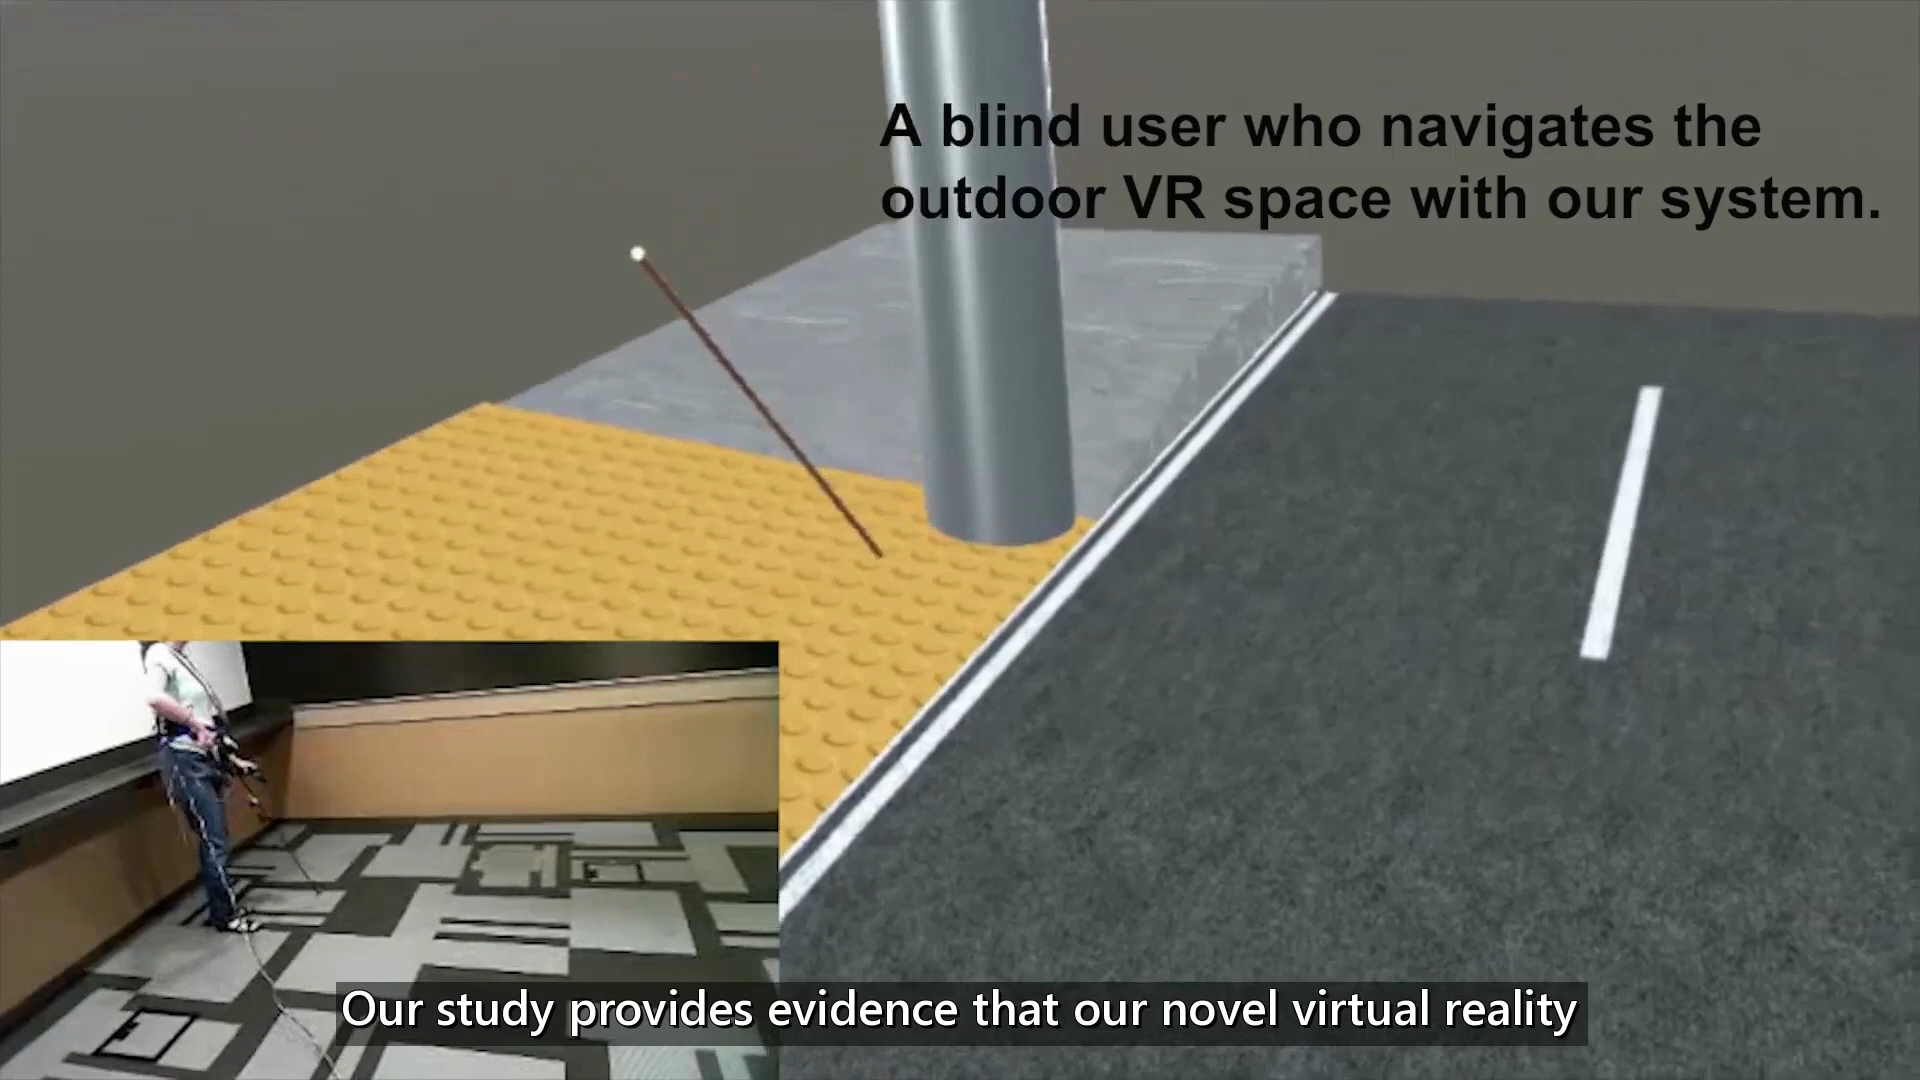 A blind user who navigates the
outdoor VR space with our system.
Our study provides evidence that our novel virtual reality